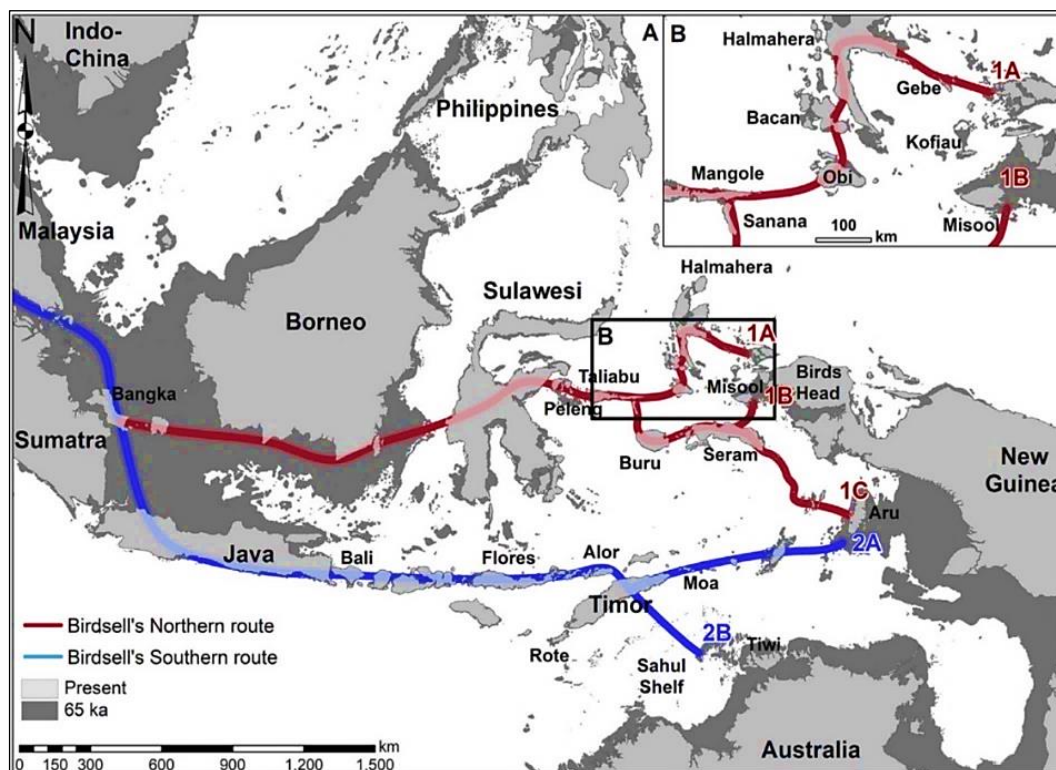 N
Indo-
China
Philippines
A
B
Halmahera
1A
Gebe
Bacan
Kofiau
Mangole
Obi
1B
Sanana
Misool
100
km
Malaysia
Halmahera
Sulawesi
Borneo
B
1A
Taliabu
Misool
Birds
Head
1B
Bangka
Peleng
Sumatra
Buru
Seram
New
Guinea
1C
Aru
2A
Java
Bali
Flores
Alor
Moa
Timor
2B
Tiwi
Rote
Sahul
Shelf
Birdsell's Northern route
Birdsell's Southern route
Present
65 ka
km
0 150 300 600 900 1.200 1.500
Australia